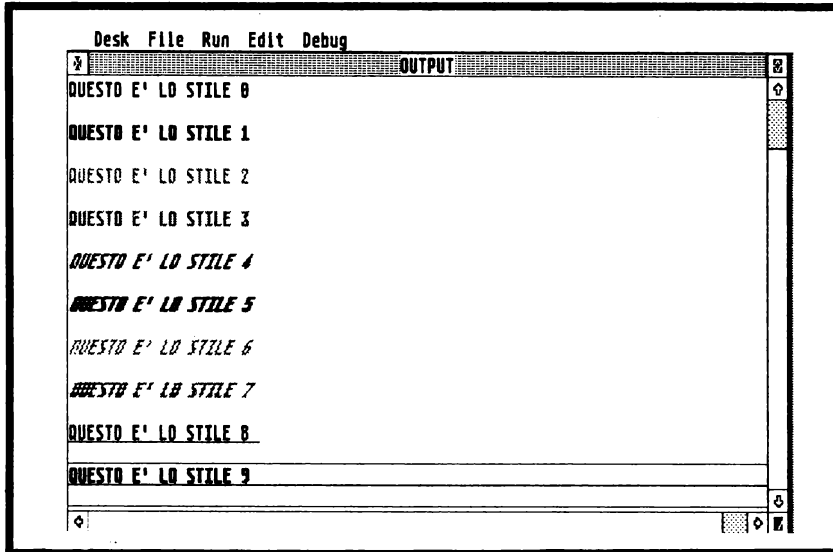 Desk File Run Edit Debug
OUTPUT
QUESTO E' LO STILE 0
QUESTO E' LO STILE 1
QUESTO E' LO STILE 2
QUESTO E' LO STILE 3
QUESTO E' LO STILE 4
QUESTO E' LO STILE 5
QUESTO E' LO STILE 6
QUESTO E' LO STILE 7
QUESTO E' LO STILE 8
QUESTO E' LO STILE 9